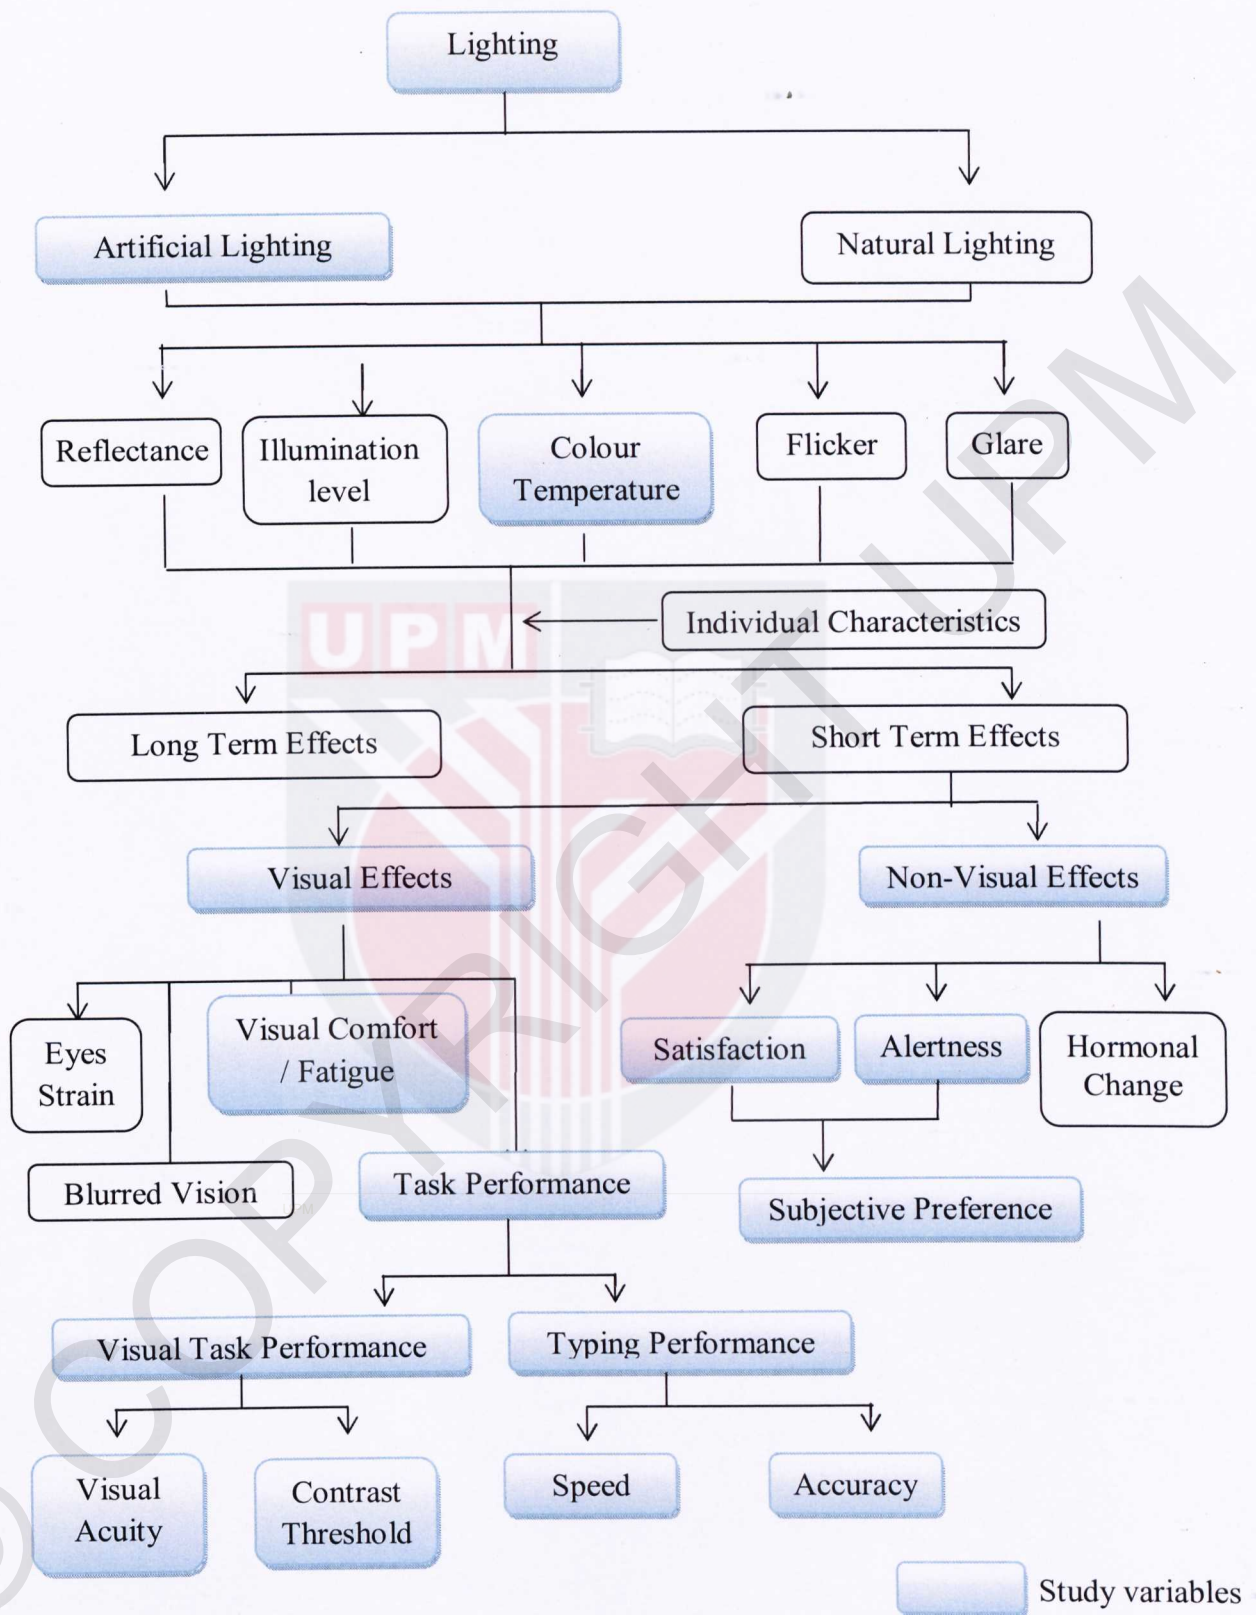 Lighting
Artificial Lighting
Natural Lighting
Reflectance
Illumination
level
Colour
Temperature
Flicker
Glare
UPM
Individual Characteristics
Long Term Effects
Short Term Effects
Visual Effects
Non-Visual Effects
Eyes
Strain
Visual Comfort
/ Fatigue
Satisfaction
Alertness
Hormonal
Change
Blurred Vision
Task Performance
Subjective Preference
UPM
Visual Task Performance
Typing Performance
Visual
Acuity
Contrast
Threshold
Speed
Accuracy
Study variables
© COPYRIGHT UPM